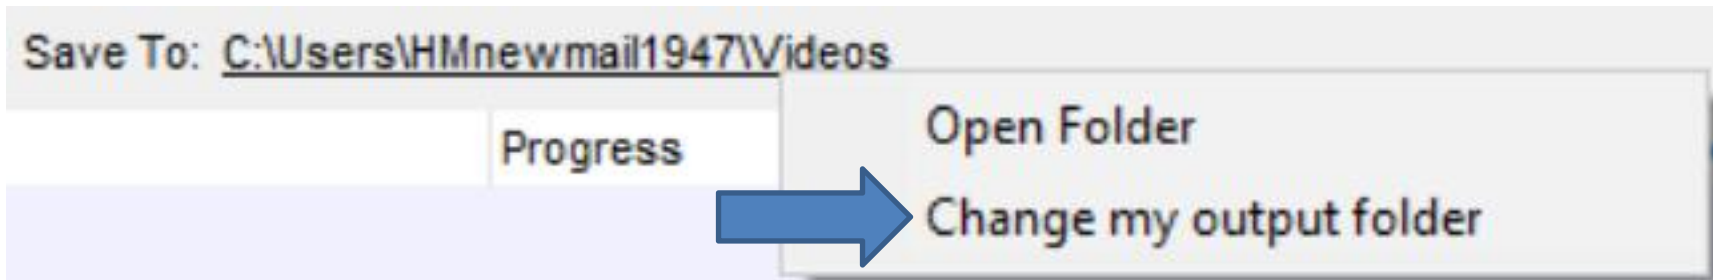 Save To: C:\Users\HMnewmail1947\Videos
Open Folder
Progress
Change my output folder